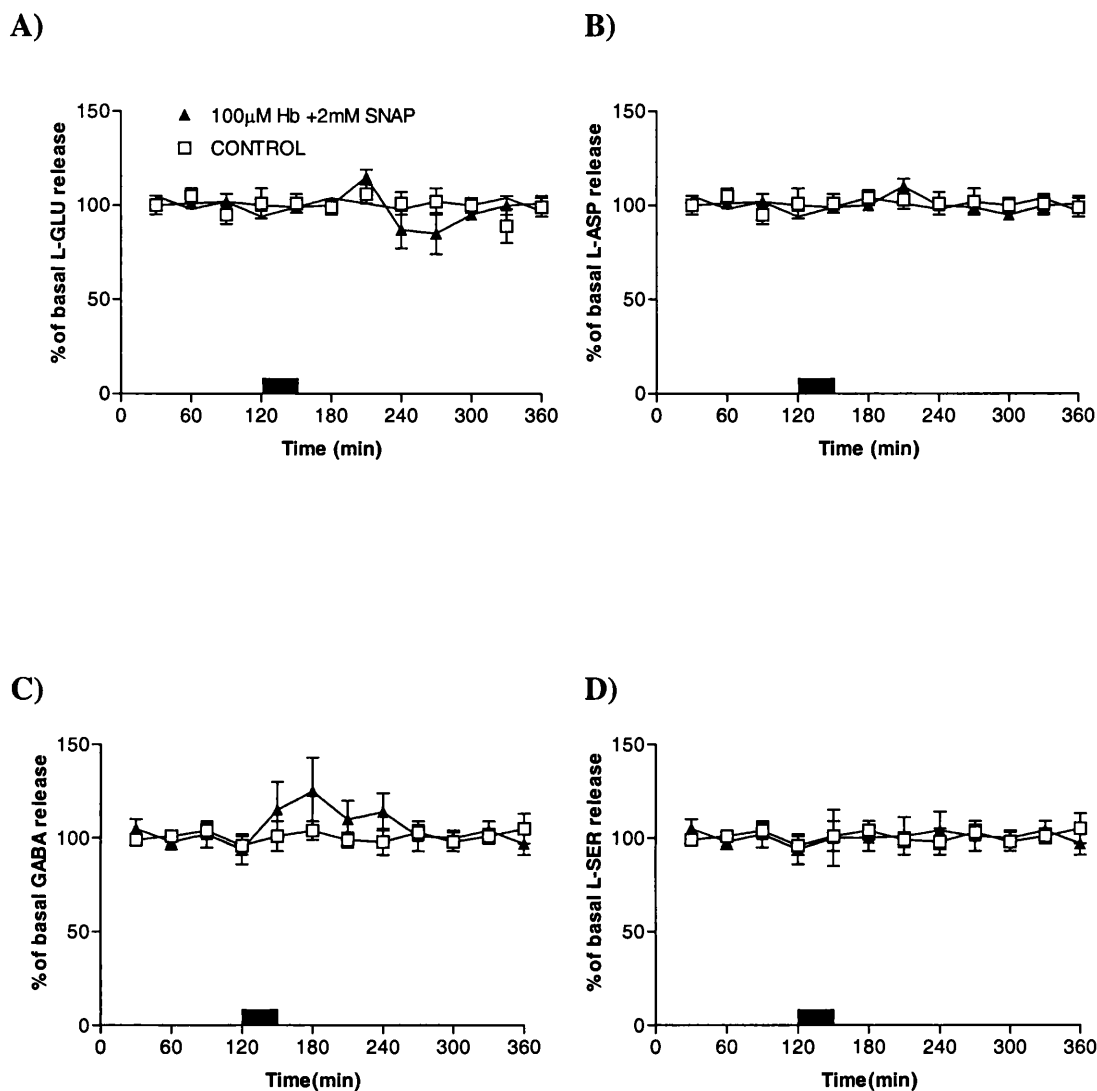 A)
% of basal L-GLU release
150
100
50
0
▲ 100µM Hb +2mM SNAP
□ CONTROL
0 60 120 180 240 300 360
Time (min)
B)
% of basal L-ASP release
150
100
50
0
0 60 120 180 240 300 360
Time (min)
C)
% of basal GABA release
150
100
50
0
0 60 120 180 240 300 360
Time(min)
D)
% of basal L-SER release
150
100
50
0
0 60 120 180 240 300 360
Time(min)